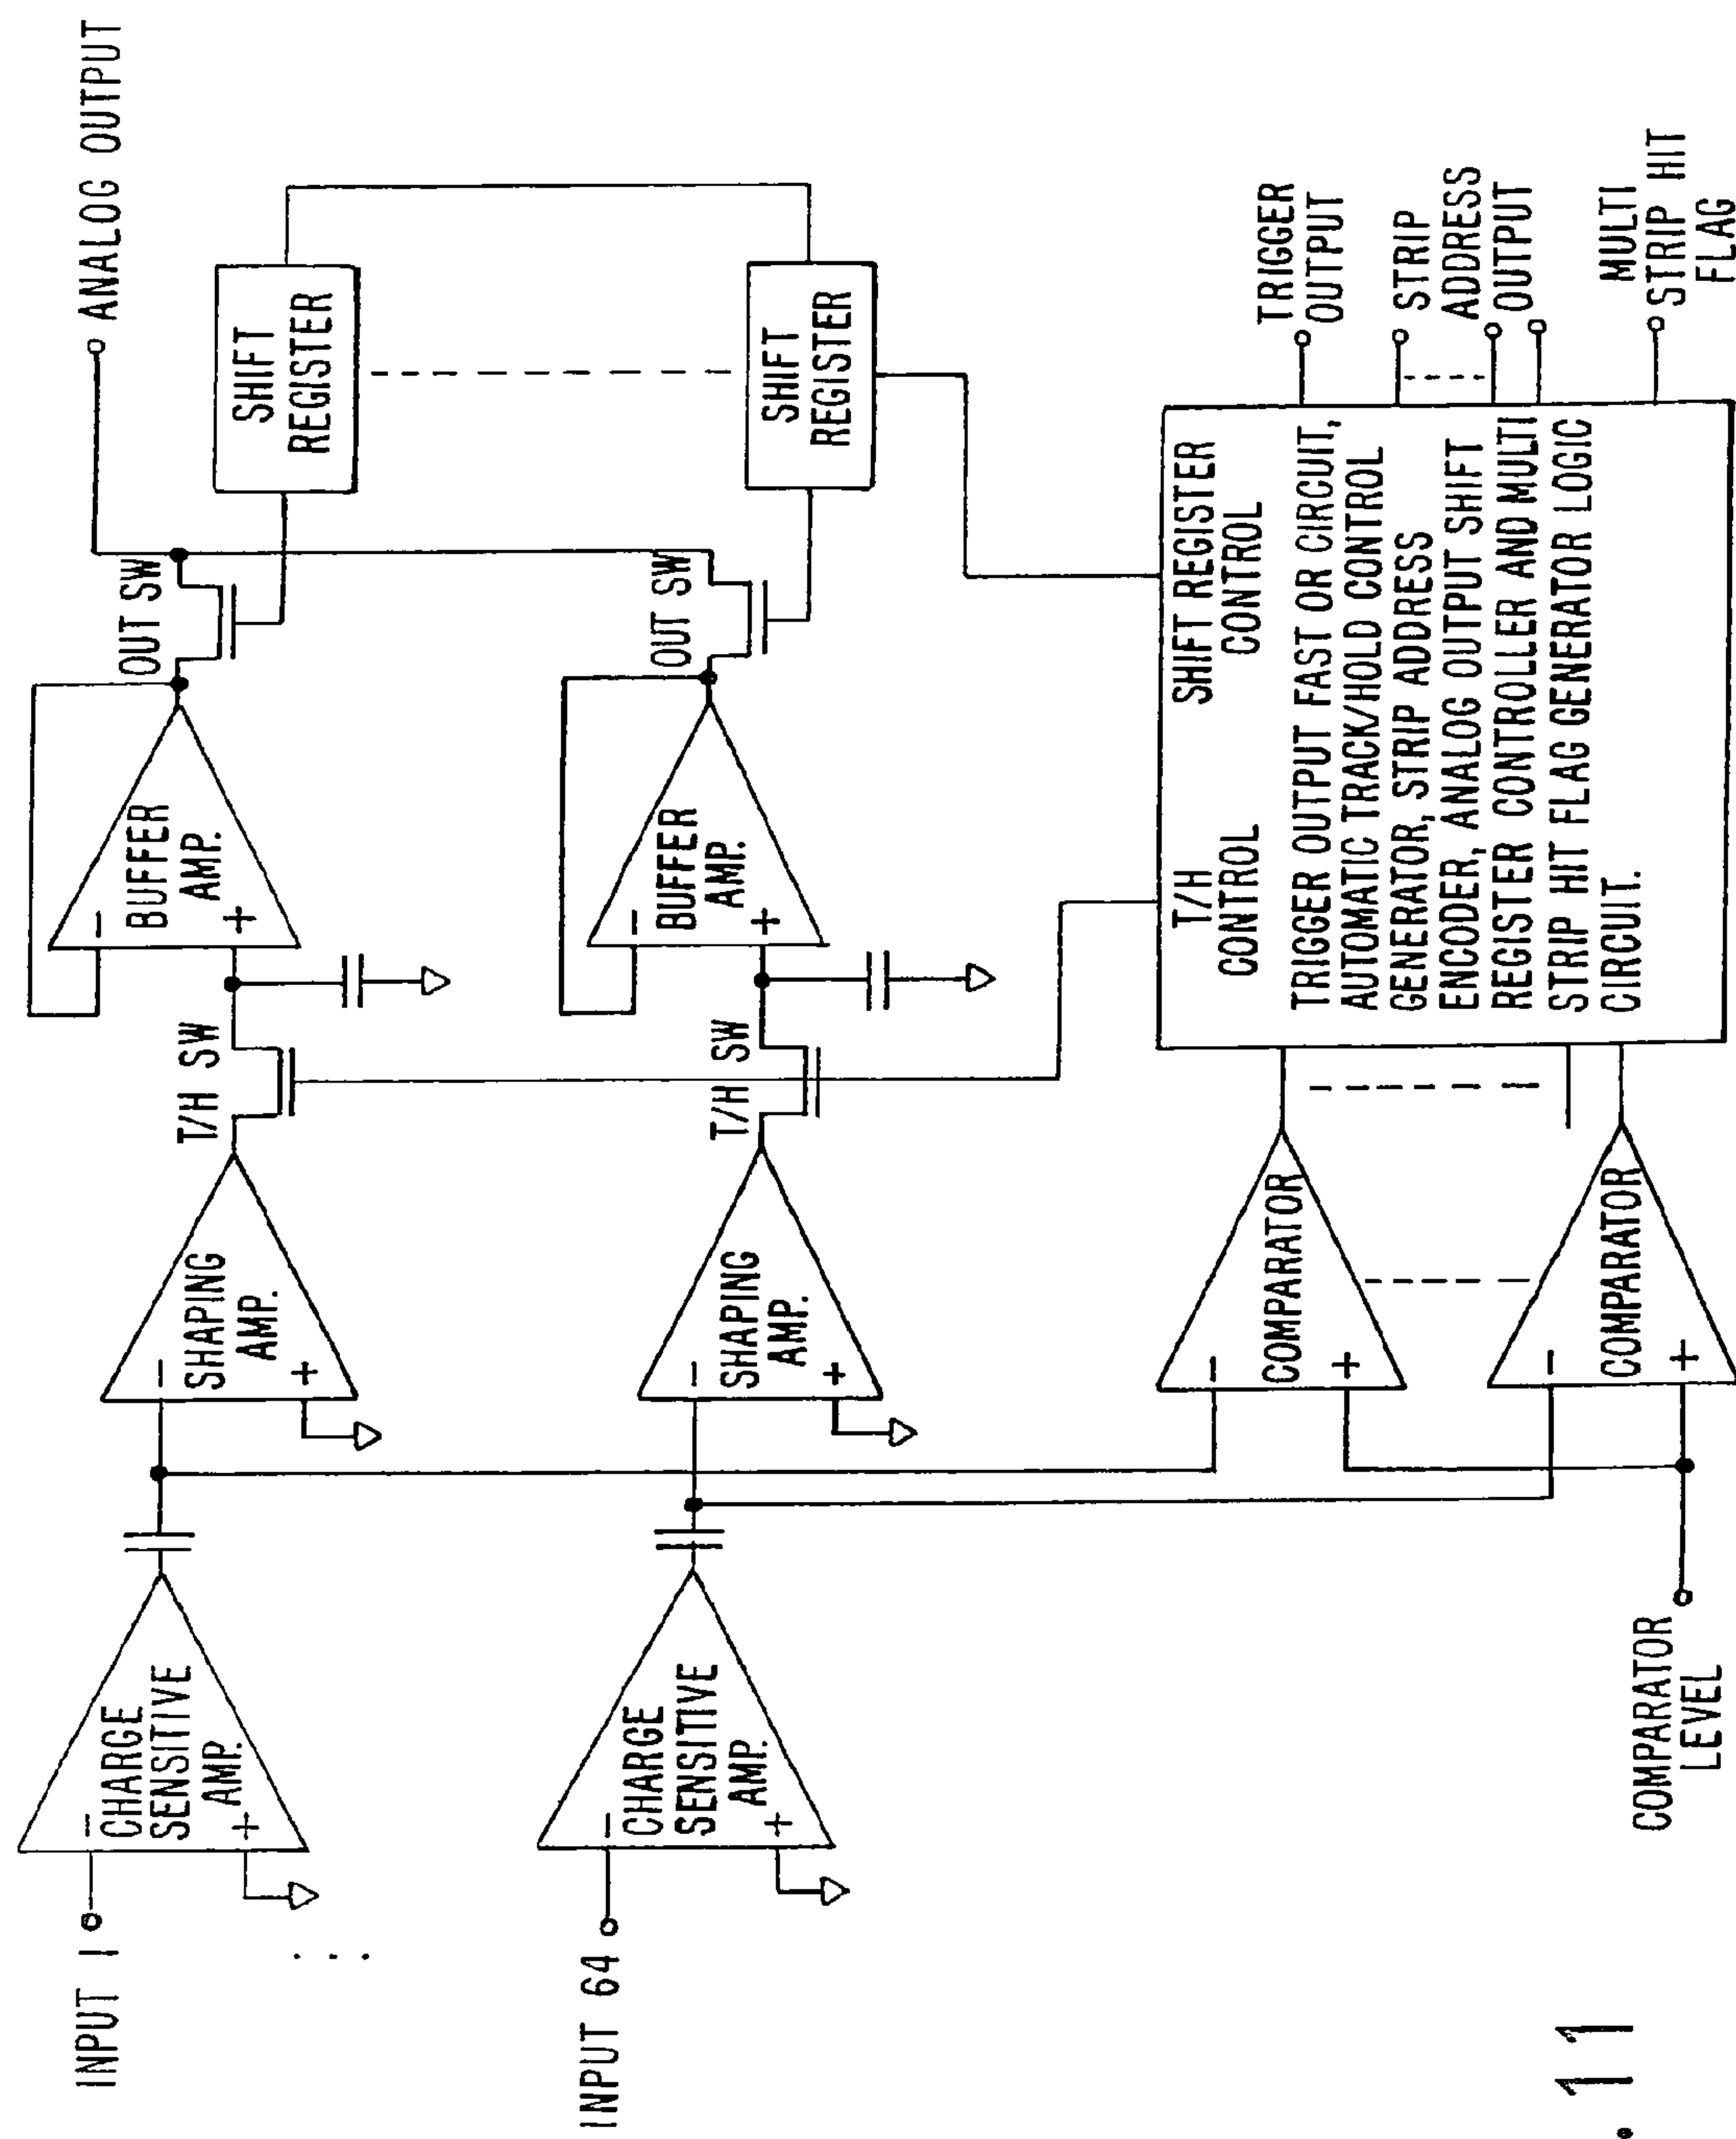 INPUT 1
CHARGE
SENSITIVE
AMP.
−
+
SHAPING
AMP.
−
+
T/H SW
BUFFER
AMP.
−
+
OUT SW
ANALOG OUTPUT
SHIFT
REGISTER
. . .
INPUT 64
CHARGE
SENSITIVE
AMP.
−
+
SHAPING
AMP.
−
+
T/H SW
BUFFER
AMP.
−
+
OUT SW
SHIFT
REGISTER
COMPARATOR
−
+
COMPARATOR
−
+
COMPARATOR
LEVEL
T/H
CONTROL
SHIFT REGISTER
CONTROL
TRIGGER OUTPUT FAST OR CIRCUIT,
AUTOMATIC TRACK/HOLD CONTROL
GENERATOR, STRIP ADDRESS
ENCODER, ANALOG OUTPUT SHIFT
REGISTER CONTROLLER AND MULTI
STRIP HIT FLAG GENERATOR LOGIC
CIRCUIT.
TRIGGER
OUTPUT
STRIP
ADDRESS
OUTPUT
MULTI
STRIP HIT
FLAG
. 11